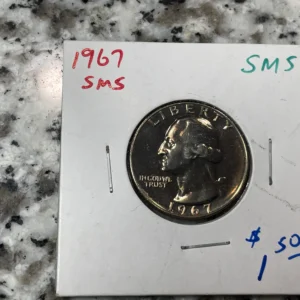 1967
SMS
SMS
LIBERTY
IN GOD WE
TRUST
1967
$ 1 50